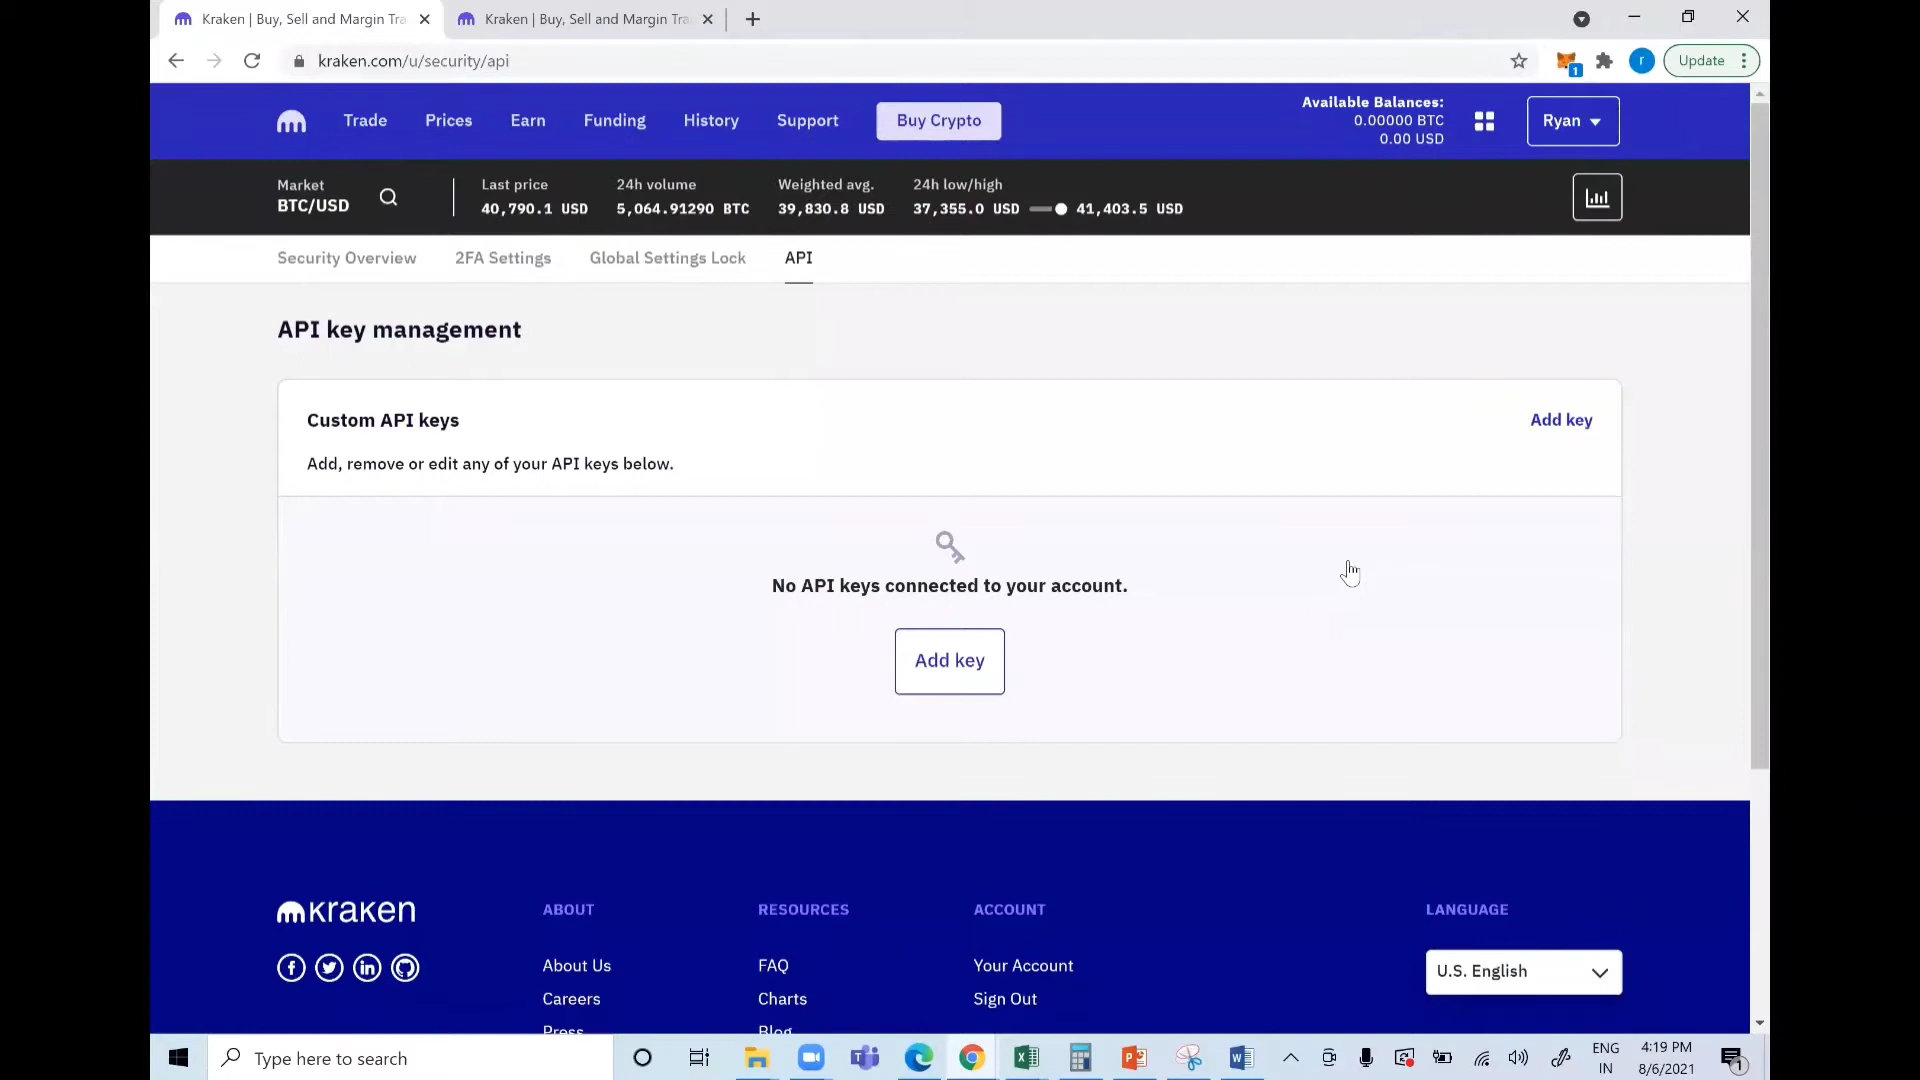 Kraken | Buy, Sell and Margin Tra
Kraken | Buy, Sell and Margin Tra
kraken.com/u/security/api
1
r
Update
Trade
Prices
Earn
Funding
History
Support
Buy Crypto
Available Balances:
0.00000 BTC
0.00 USD
Ryan
Market
BTC/USD
Last price
40,790.1 USD
24h volume
5,064.91290 BTC
Weighted avg.
39,830.8 USD
24h low/high
37,355.0 USD
41,403.5 USD
Security Overview
2FA Settings
Global Settings Lock
API
API key management
Custom API keys
Add key
Add, remove or edit any of your API keys below.
No API keys connected to your account.
Add key
kraken
ABOUT
RESOURCES
ACCOUNT
LANGUAGE
About Us
FAQ
Your Account
U.S. English
Careers
Charts
Sign Out
Press
Blog
Type here to search
ENG
IN
4:19 PM
8/6/2021
1